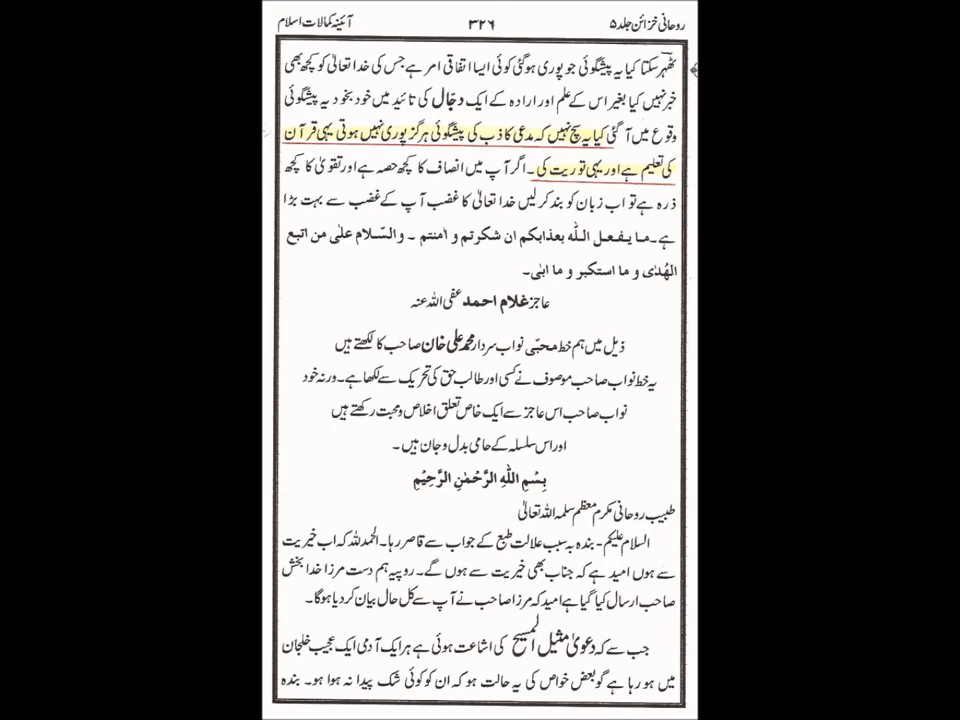 روحانی خزائن جلد ۵ ۳۲۶ آئینہ کمالات اسلام
ٹھہر سکتا کیا یہ پیشگوئی جو پوری ہوگئی کوئی ایسا اتفاقی امر ہے جس کی خدا تعالیٰ کو کچھ بھی
خبر نہیں کیا بغیر اس کے علم اور ارادہ کے ایک دجّال کی تائید میں خود بخود یہ پیشگوئی
وقوع میں آگئی کیا یہ سچ نہیں کہ مدعی کاذب کی پیشگوئی ہرگز پوری نہیں ہوتی یہی قرآن
کی تعلیم ہے اور یہی توریت کی۔ اگر آپ میں انصاف کا کچھ حصہ ہے اور تقویٰ کا کچھ
ذرہ ہے تو اب زبان کو بند کرلیں خدا تعالیٰ کا غضب آپ کے غضب سے بہت بڑا
ہے۔ ما یفعل اللّٰہ بعذابکم ان شکرتم و اٰمنتم ۔ والسّلام علٰی من اتبع
الھُدٰی و ما استکبر و ما ابٰی۔
عاجز غلام احمد عفی اللہ عنہ
ذیل میں ہم خط محبّی نواب سردار محمد علی خان صاحب کا لکھتے ہیں
یہ خط نواب صاحب موصوف نے کسی اور طالب حق کی تحریک سے لکھا ہے۔ ورنہ خود
نواب صاحب اس عاجز سے ایک خاص تعلق اخلاص و محبت رکھتے ہیں
اور اس سلسلہ کے حامی بدل و جان ہیں۔
بِسْمِ اللّٰہِ الرَّحْمٰنِ الرَّحِیْمِ
طبیب روحانی مکرم معظم سلمہ اللہ تعالیٰ
السلام علیکم - بندہ بہ سبب علالت طبع کے جواب سے قاصر رہا۔ الحمدللہ کہ اب خیریت
سے ہوں امید ہے کہ جناب بھی خیریت سے ہوں گے۔ روپیہ ہم دست مرزا خدا بخش
صاحب ارسال کیا گیا ہے امید کہ مرزا صاحب نے آپ سے کل حال بیان کر دیا ہوگا۔
جب سے کہ دعویٰ مثیل المسیح کی اشاعت ہوئی ہے ہر ایک آدمی ایک عجیب خلجان
میں ہو رہا ہے گو بعض خواص کی یہ حالت ہو کہ ان کو کوئی شک پیدا نہ ہوا ہو۔ بندہ